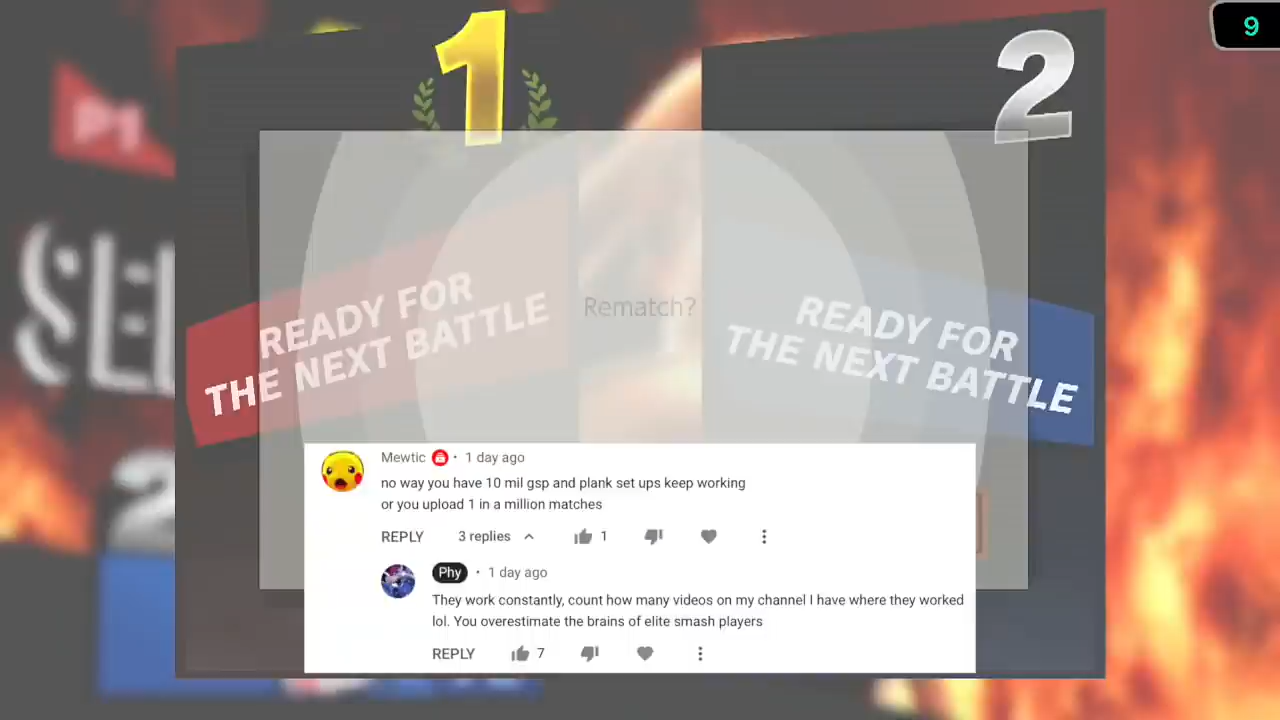 9
1
2
P1
SEL
READY FOR
THE NEXT BATTLE
Rematch?
READY FOR
THE NEXT BATTLE
2
Mewtic · 1 day ago
no way you have 10 mil gsp and plank set ups keep working
or you upload 1 in a million matches
REPLY 3 replies 1
Phy · 1 day ago
They work constantly, count how many videos on my channel I have where they worked
lol. You overestimate the brains of elite smash players
REPLY 7